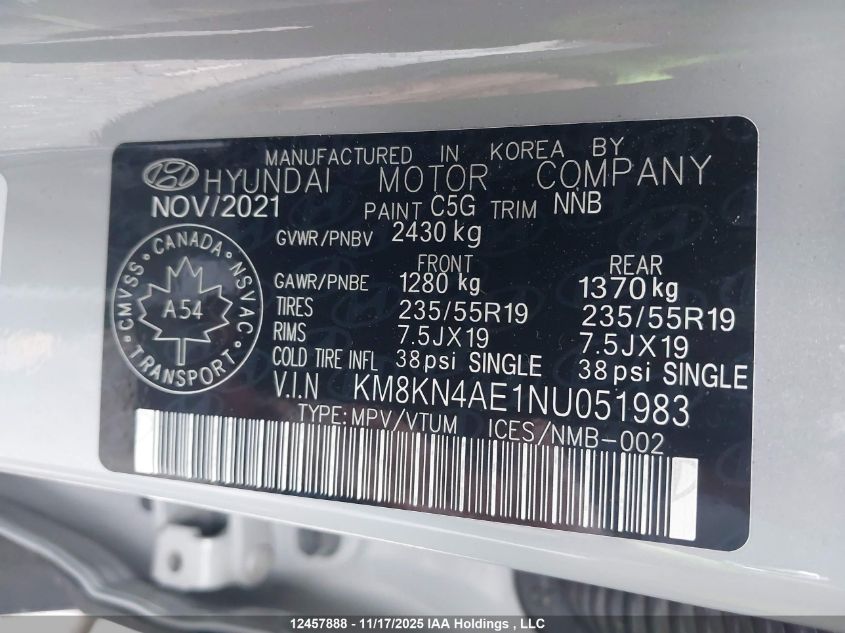 MANUFACTURED IN KOREA BY
HYUNDAI MOTOR COMPANY
NOV/2021 PAINT C5G TRIM NNB
GVWR/PNBV 2430 kg
FRONT REAR
GAWR/PNBE 1280 kg 1370 kg
TIRES 235/55R19 235/55R19
RIMS 7.5JX19 7.5JX19
COLD TIRE INFL 38psi SINGLE 38psi SINGLE
V.I.N KM8KN4AE1NU051983
TYPE:MPV/VTUM ICES/NMB-002
CMVSS CANADA NSVAC
A54
TRANSPORT
12457888 - 11/17/2025 IAA Holdings , LLC